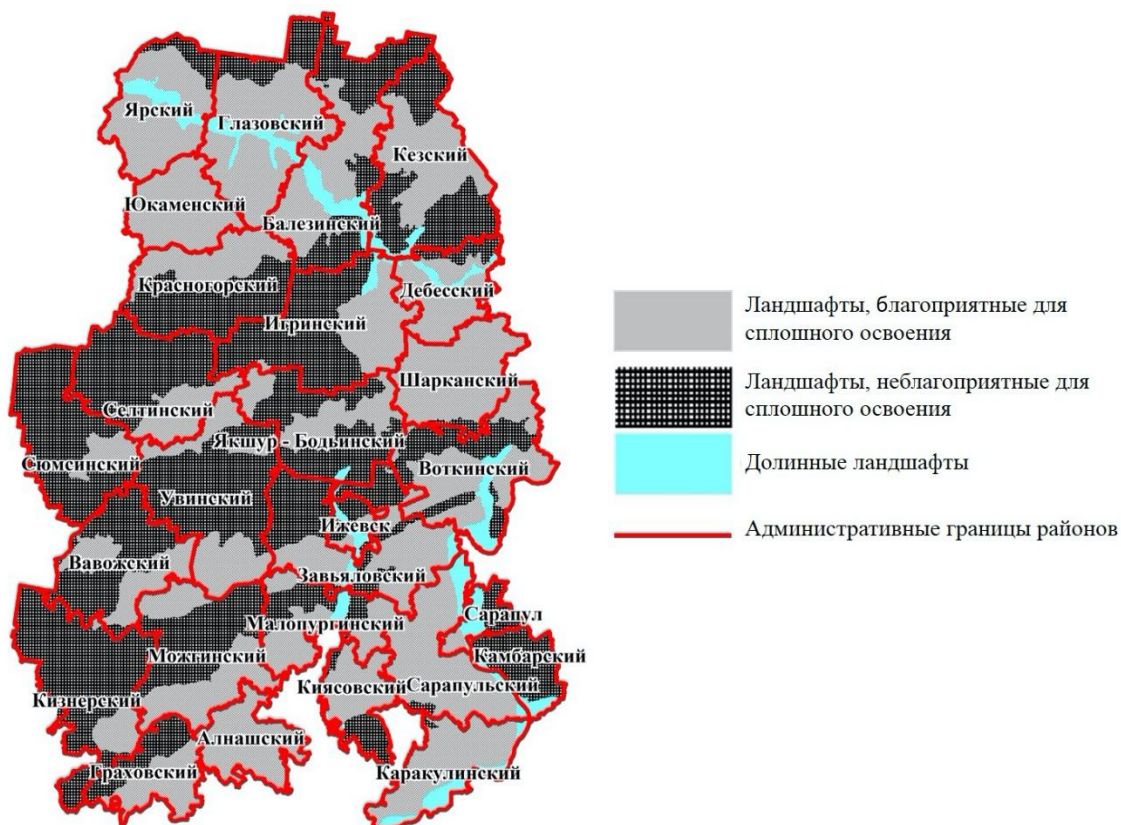 Ярский
Глазовский
Кезский
Юкаменский
Балезинский
Красногорский
Дебесский
Игринский
Шарканский
Селтинский
Якшур - Бодьинский
Сюмсинский
Воткинский
Увинский
Ижевск
Вавожский
Завьяловский
Малопургинский
Сарапул
Можгинский
Камбарский
Киясовский
Сарапульский
Кизнерский
Алнашский
Граховский
Каракулинский
Ландшафты, благоприятные для
сплошного освоения
Ландшафты, неблагоприятные для
сплошного освоения
Долинные ландшафты
Административные границы районов